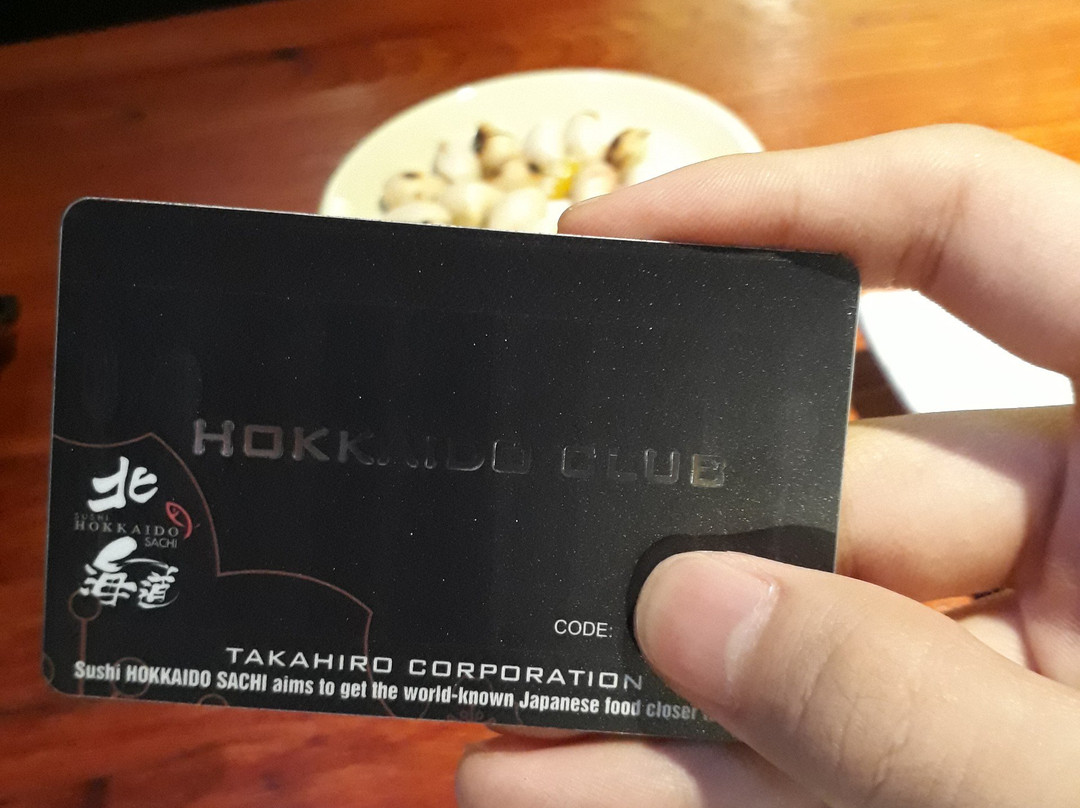 HOKKAIDO CLUB
北
SUSHI
HOKKAIDO
SACHI
海道
CODE:
TAKAHIRO CORPORATION
Sushi HOKKAIDO SACHI aims to get the world-known Japanese food closer